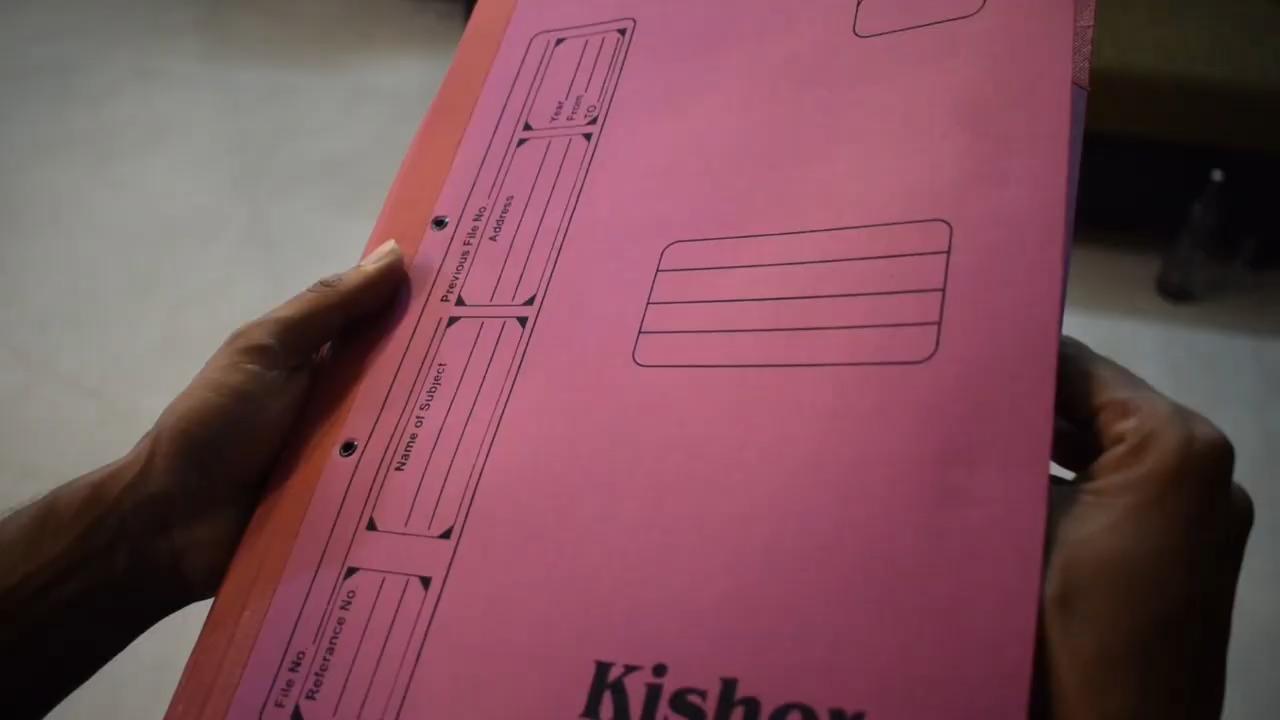 File No.
Previous File No.
Referance No.
Name of Subject
Address
Year
From
TO
Kishor